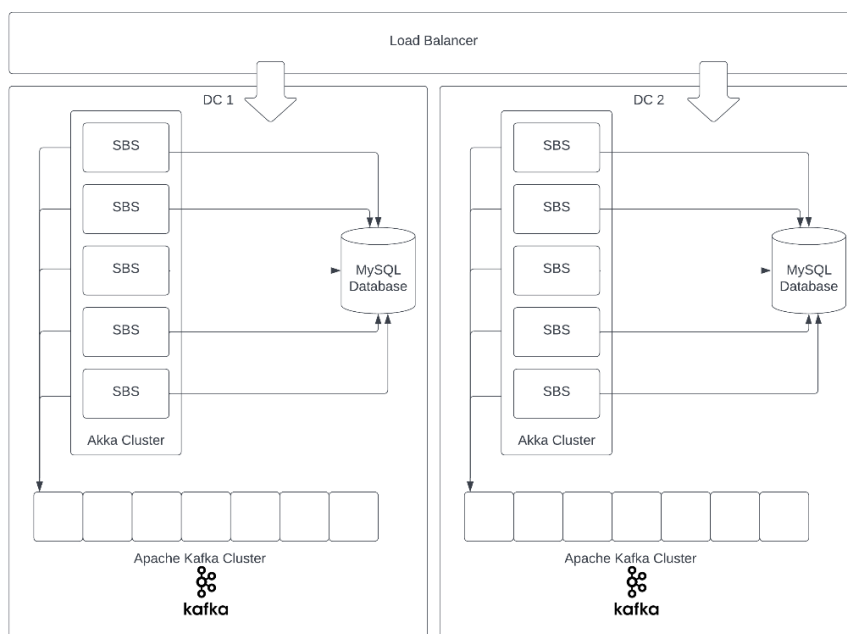 Load Balancer
DC 1
SBS
SBS
SBS
SBS
SBS
Akka Cluster
MySQL
Database
Apache Kafka Cluster
kafka
DC 2
SBS
SBS
SBS
SBS
SBS
Akka Cluster
MySQL
Database
Apache Kafka Cluster
kafka